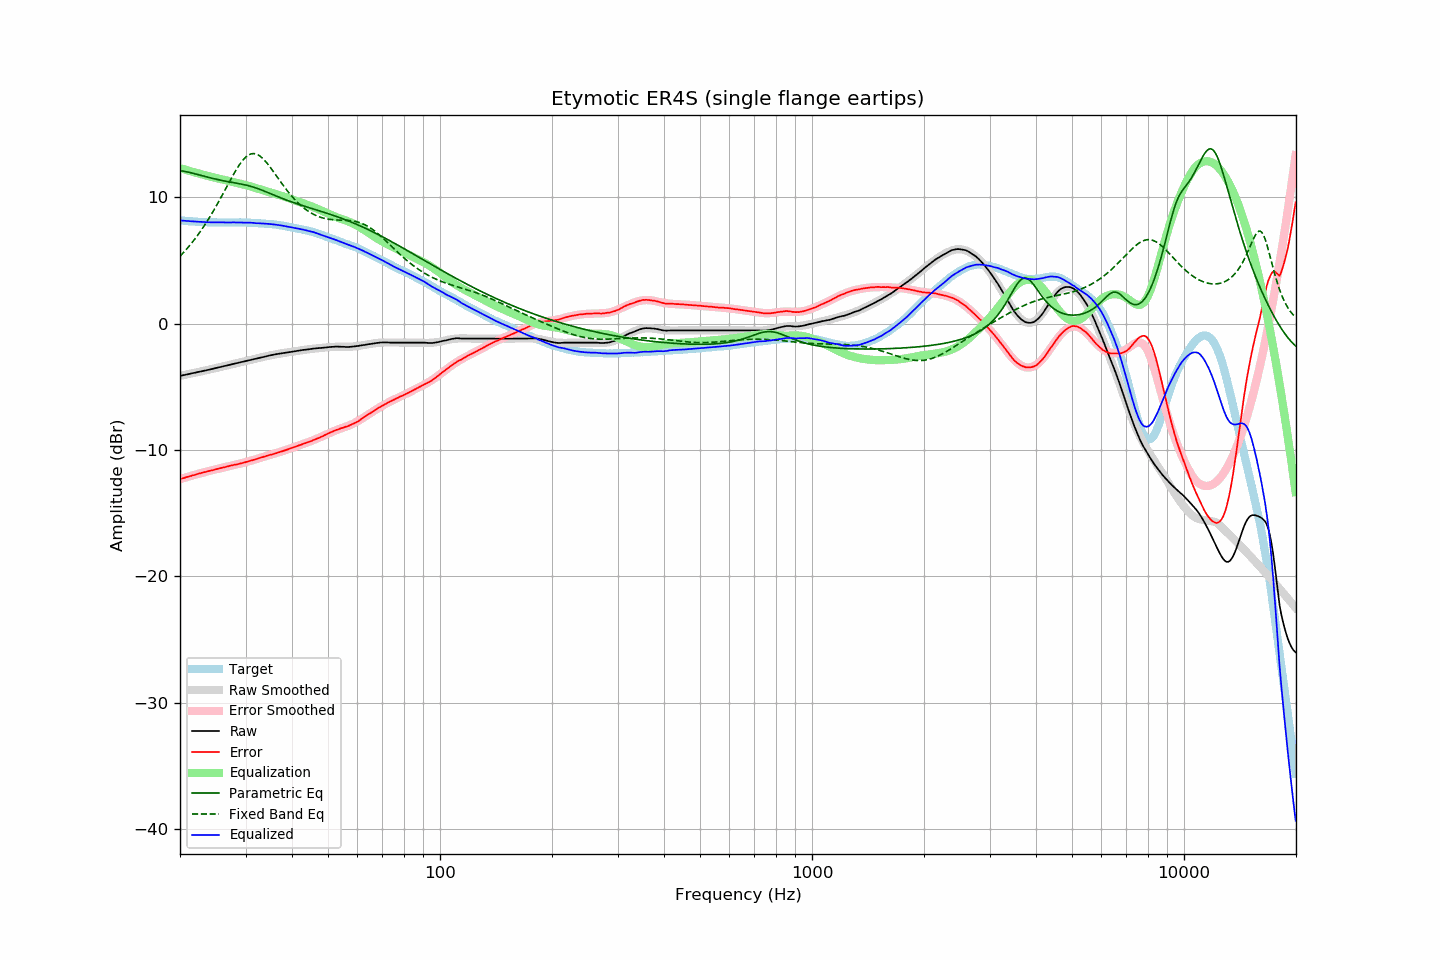 Etymotic ER4S (single flange eartips)
10
0
−10
−20
−30
−40
Amplitude (dBr)
Target
Raw Smoothed
Error Smoothed
Raw
Error
Equalization
Parametric Eq
Fixed Band Eq
Equalized
100 1000 10000
Frequency (Hz)